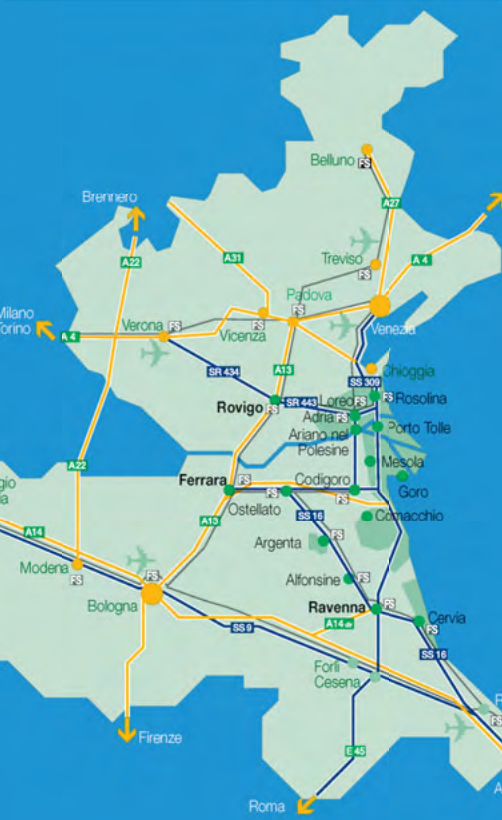 Belluno
FS
Brennero
A27
A22
Treviso
A31
A 4
Padova
FS
Milano
Torino
A 4
Verona
FS
Vicenza
FS
Venezia
Chioggia
SR 434
A13
SS 309
Rovigo
FS
SR 443
Loreo
FS
FS
Rosolina
Adria
FS
Ariano nel
Polesine
Porto Tolle
A22
Mesola
Ferrara
Codigoro
Goro
FS
FS
Ostellato
A13
SS 16
Comacchio
A14
Argenta
FS
Modena
FS
FS
Alfonsine
FS
Bologna
Ravenna
FS
Cervia
FS
A14
SS 9
SS 16
Forlì
Cesena
Firenze
FS
E 45
Roma